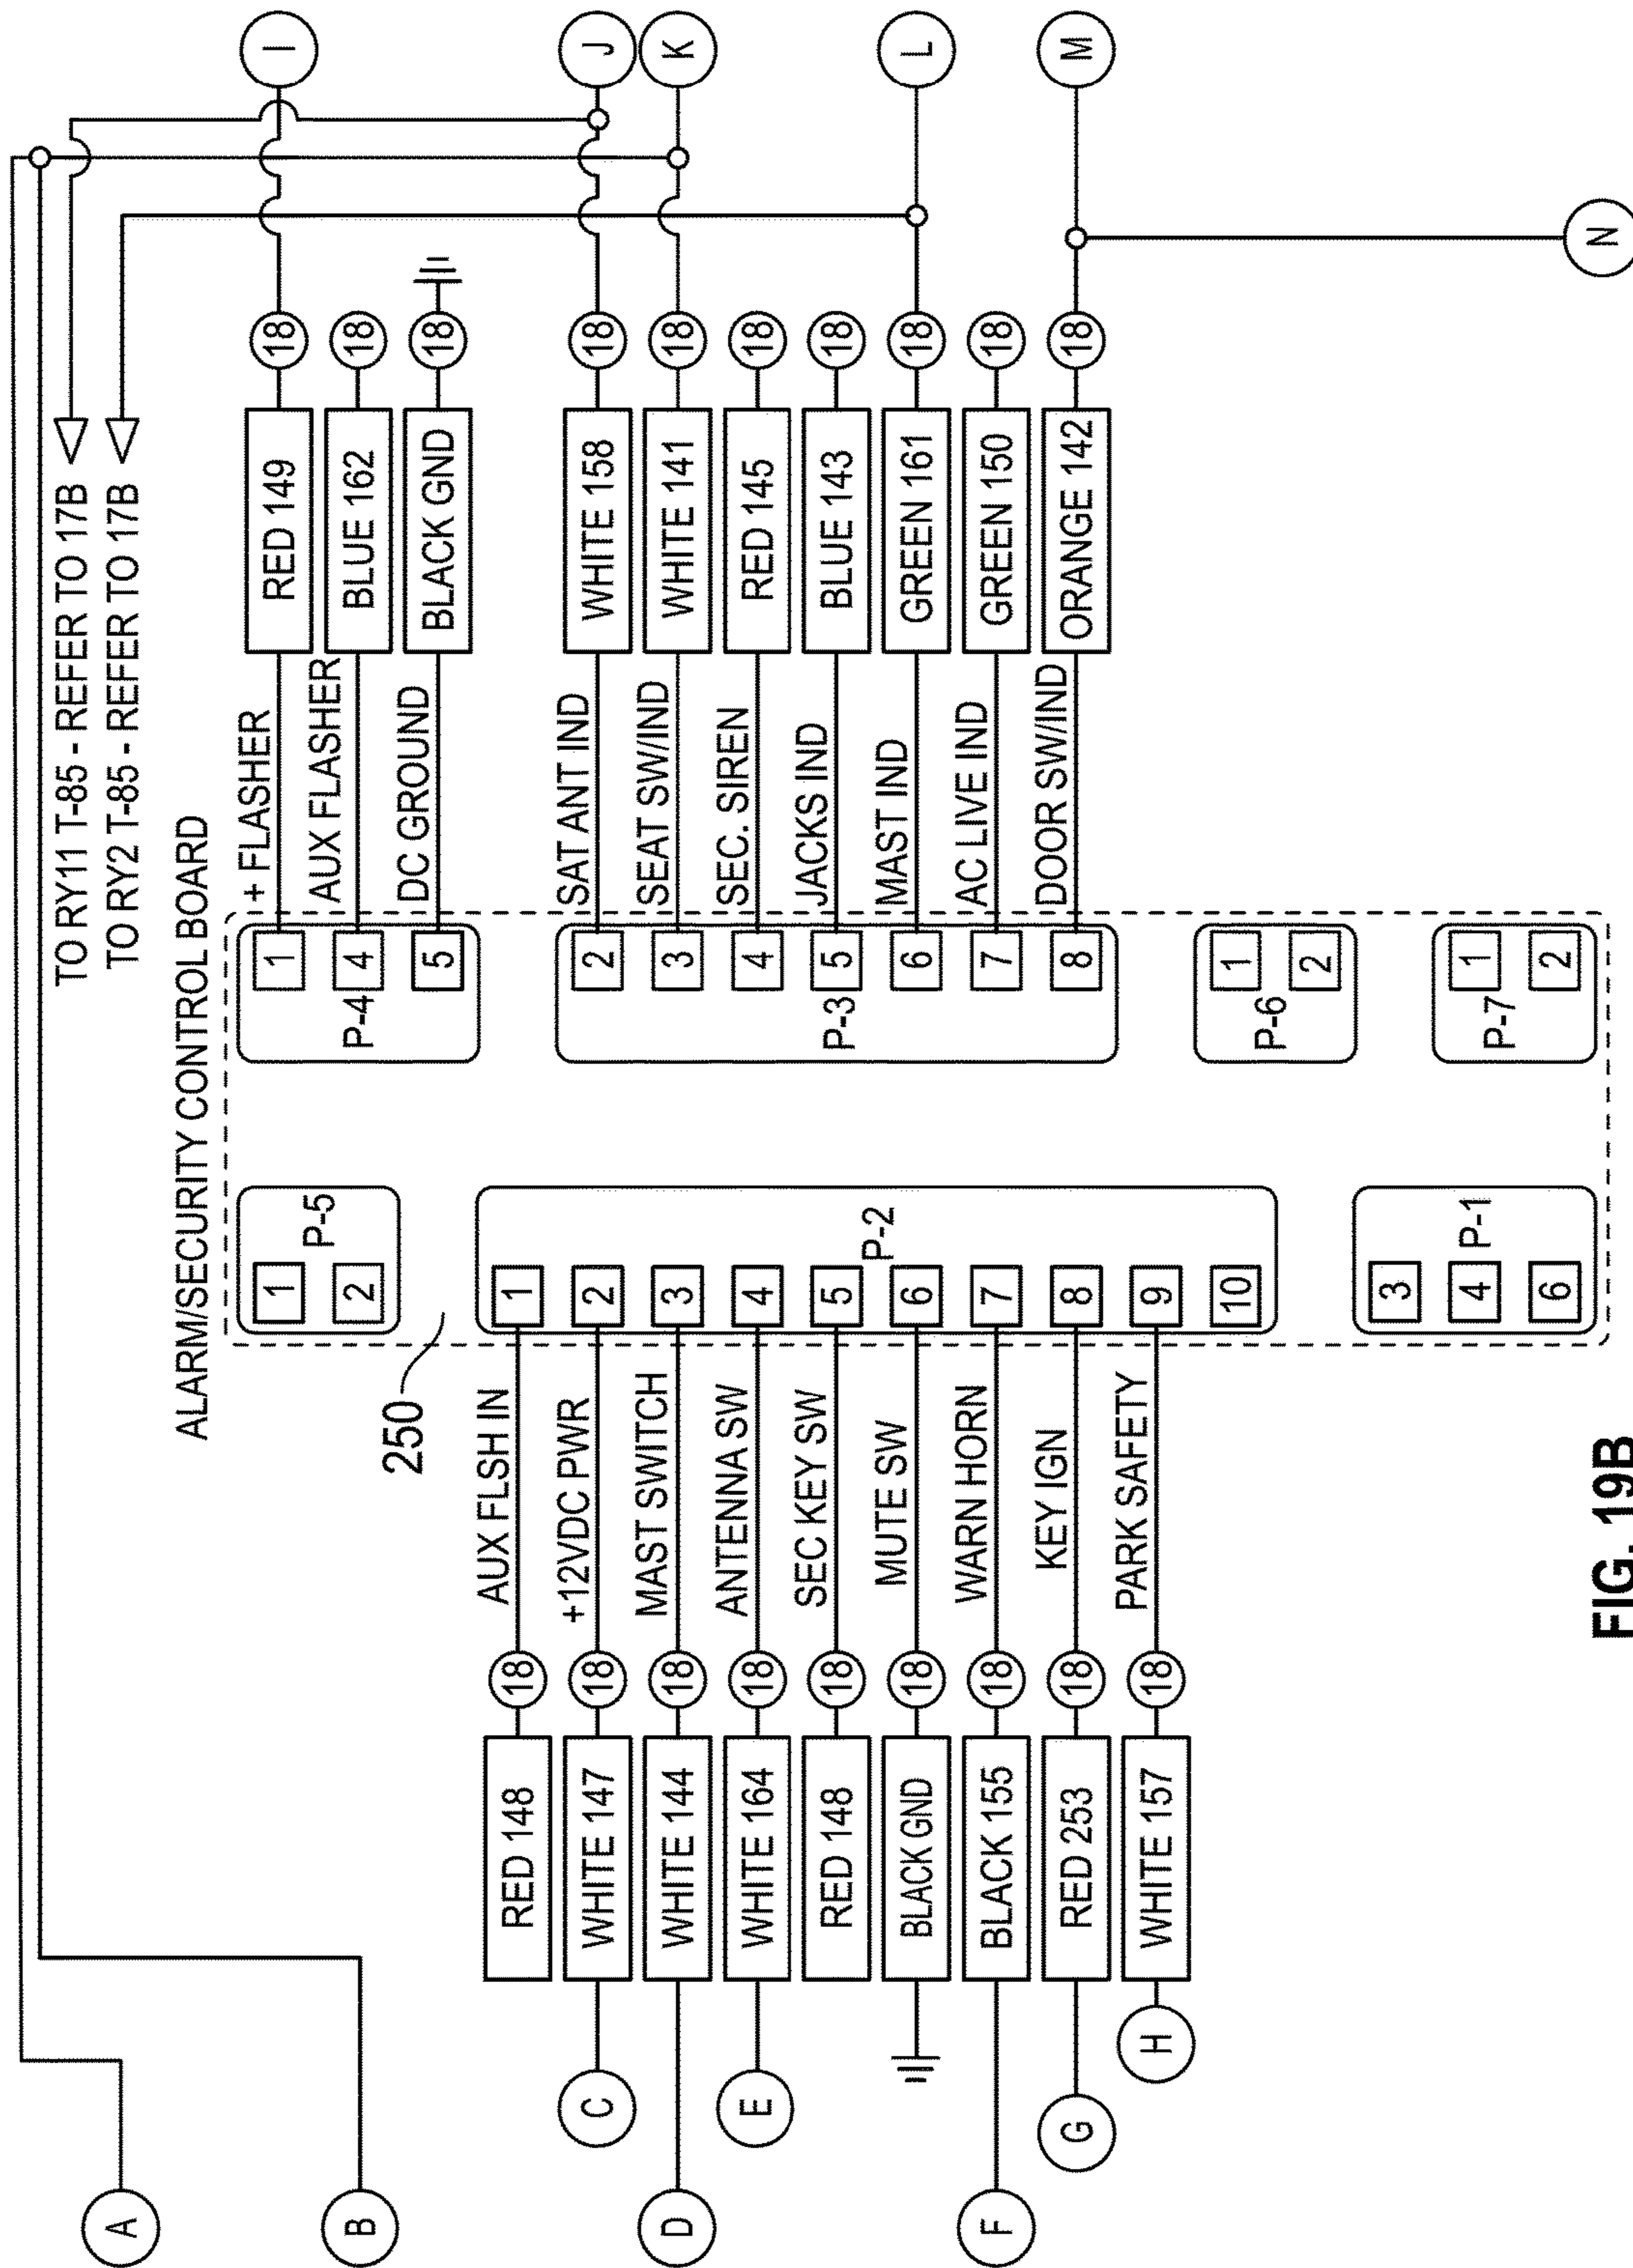 TO RY11 T-85 - REFER TO 17B
TO RY2 T-85 - REFER TO 17B
ALARM/SECURITY CONTROL BOARD
250
A
B
P-5
1
2
P-4
1
4
5
+ FLASHER
RED 149
18
I
AUX FLASHER
BLUE 162
18
DC GROUND
BLACK GND
18
RED 148
18
AUX FLSH IN
1
C
WHITE 147
18
+12VDC PWR
2
D
WHITE 144
18
MAST SWITCH
3
E
WHITE 164
18
ANTENNA SW
4
RED 148
18
SEC KEY SW
5
P-2
BLACK GND
18
MUTE SW
6
F
BLACK 155
18
WARN HORN
7
G
RED 253
18
KEY IGN
8
H
WHITE 157
18
PARK SAFETY
9
10
P-3
2
SAT ANT IND
WHITE 158
18
J
3
SEAT SW/IND
WHITE 141
18
K
4
SEC. SIREN
RED 145
18
5
JACKS IND
BLUE 143
18
6
MAST IND
GREEN 161
18
L
7
AC LIVE IND
GREEN 150
18
8
DOOR SW/IND
ORANGE 142
18
M
N
P-1
3
4
6
P-6
1
2
P-7
1
2
FIG. 19B